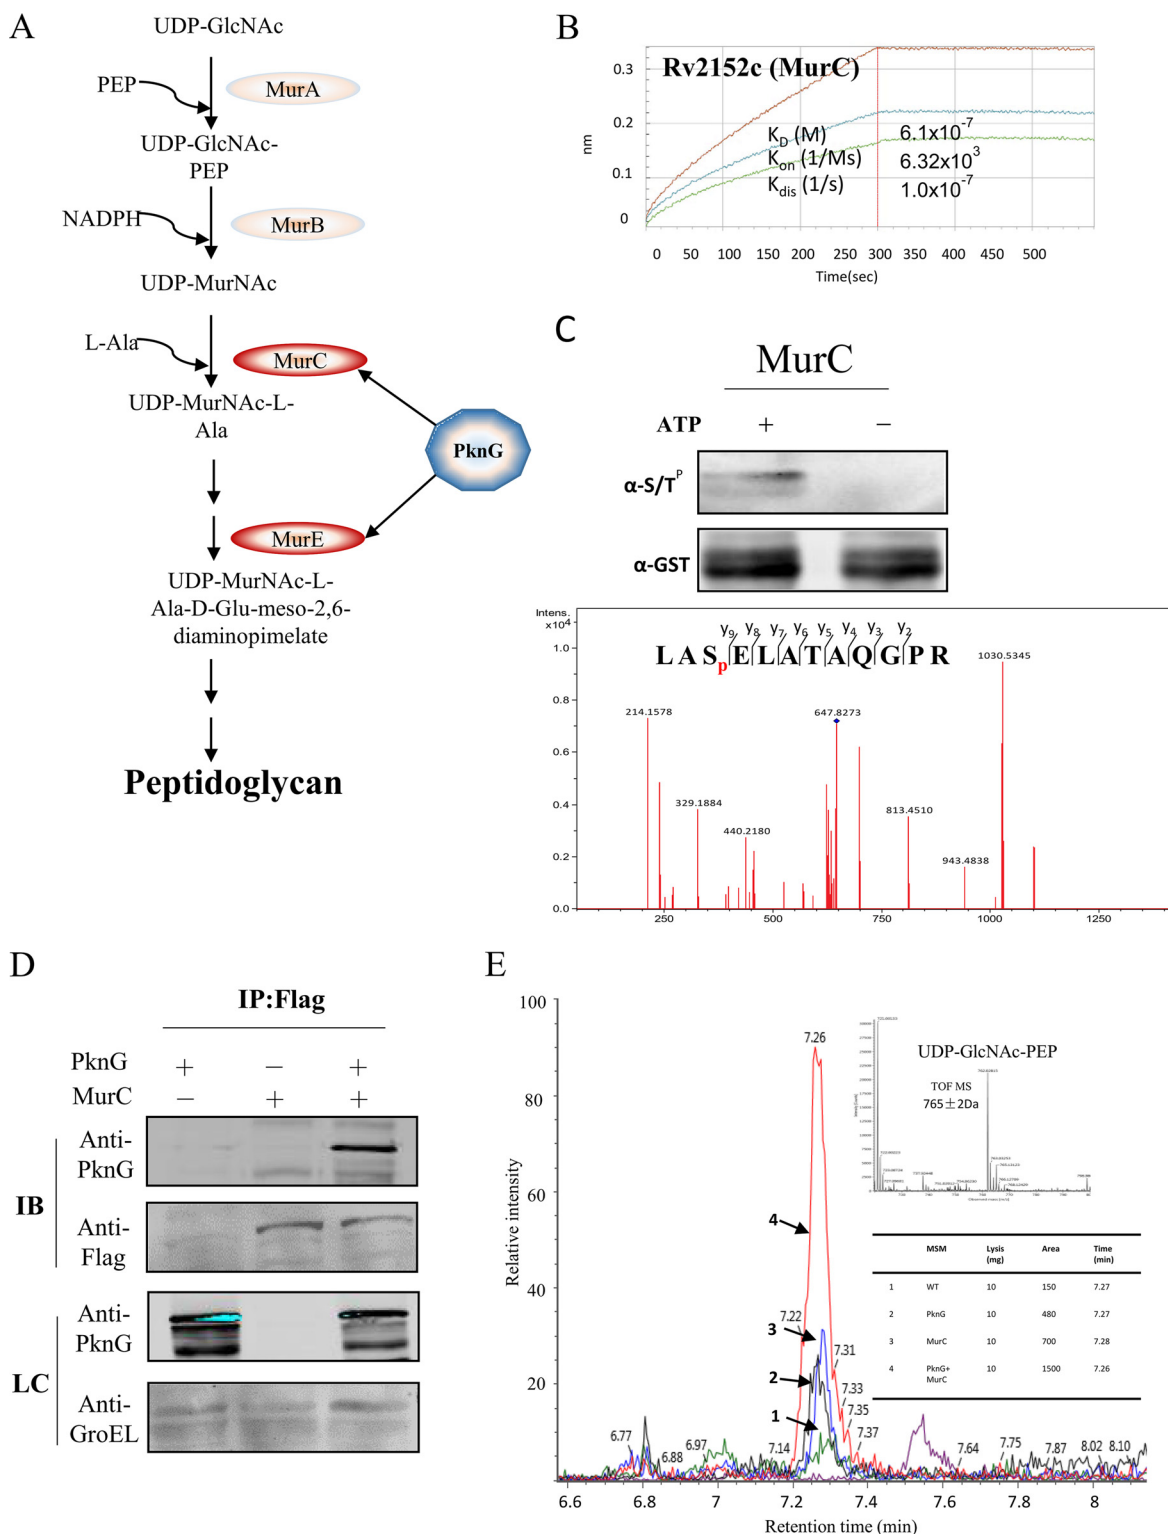 A
UDP-GlcNAc
PEP
MurA
UDP-GlcNAc-
PEP
NADPH
MurB
UDP-MurNAc
L-Ala
MurC
UDP-MurNAc-L-
Ala
PknG
MurE
UDP-MurNAc-L-
Ala-D-Glu-meso-2,6-
diaminopimelate
Peptidoglycan
B
Rv2152c (MurC)
0.3
0.2
0.1
0
nm
K_D (M) 6.1x10^-7
K_on (1/Ms) 6.32x10^3
K_dis (1/s) 1.0x10^-7
0 50 100 150 200 250 300 350 400 450 500
Time(sec)
C
MurC
ATP + −
α-S/T^P
α-GST
Intens.
x10^4
y9 y8 y7 y6 y5 y4 y3 y2
L A S p E L A T A Q G P R
1.0
0.8
0.6
0.4
0.2
0.0
214.1578
329.1884
440.2180
647.8273
813.4510
943.4838
1030.5345
250 500 750 1000 1250
D
IP:Flag
PknG + − +
MurC − + +
IB
Anti-
PknG
Anti-
Flag
LC
Anti-
PknG
Anti-
GroEL
E
100
80
60
40
20
Relative intensity
7.26
4
7.22
3
7.31
2
7.33
7.35
1
7.37
6.77
6.88
6.97
7.14
7.64
7.75
7.87
8.02
8.10
6.6 6.8 7 7.2 7.4 7.6 7.8 8
Retention time (min)
UDP-GlcNAc-PEP
TOF MS
765±2Da
MSM Lysis (mg) Area Time (min)
1 WT 10 150 7.27
2 PknG 10 480 7.27
3 MurC 10 700 7.28
4 PknG+ MurC 10 1500 7.26